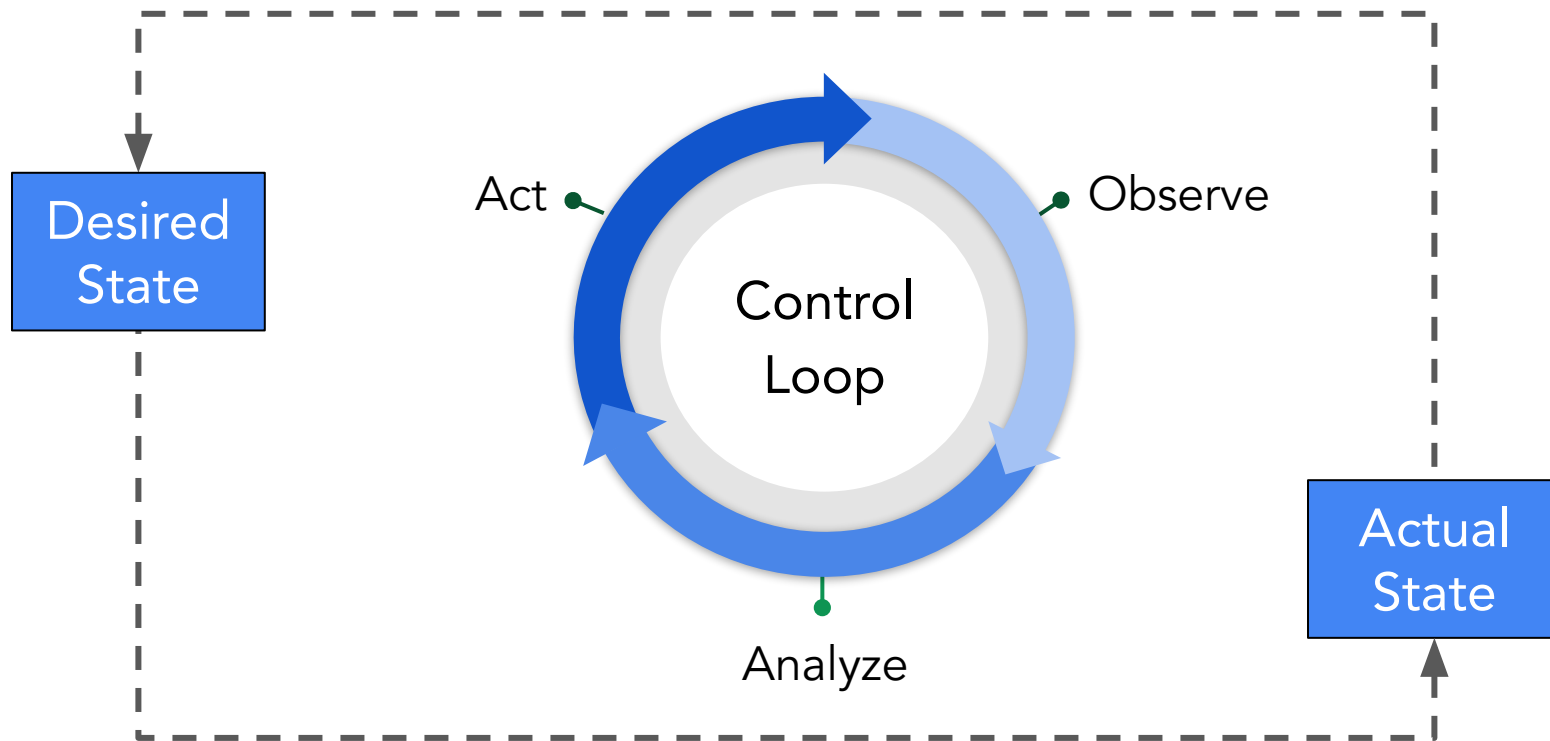 Act
Observe
Desired
State
Control
Loop
Actual
State
Analyze